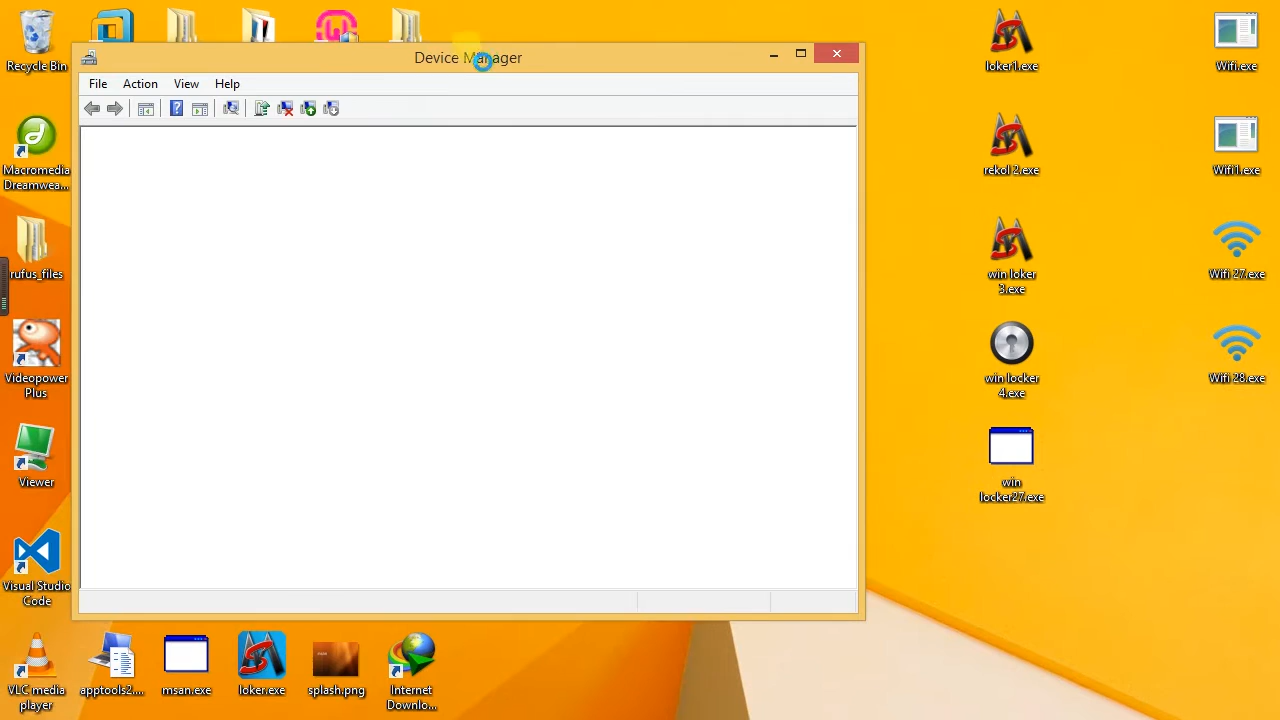 Device Manager
File Action View Help
Recycle Bin
Macromedia
Dreamwea...
rufus_files
Videopower
Plus
Viewer
Visual Studio
Code
VLC media
player
apptools2....
msan.exe
loker.exe
splash.png
Internet
Downlo...
loker1.exe
rekol 2.exe
win loker
3.exe
win locker
4.exe
win
locker27.exe
Wifi.exe
Wifi1.exe
Wifi 27.exe
Wifi 28.exe